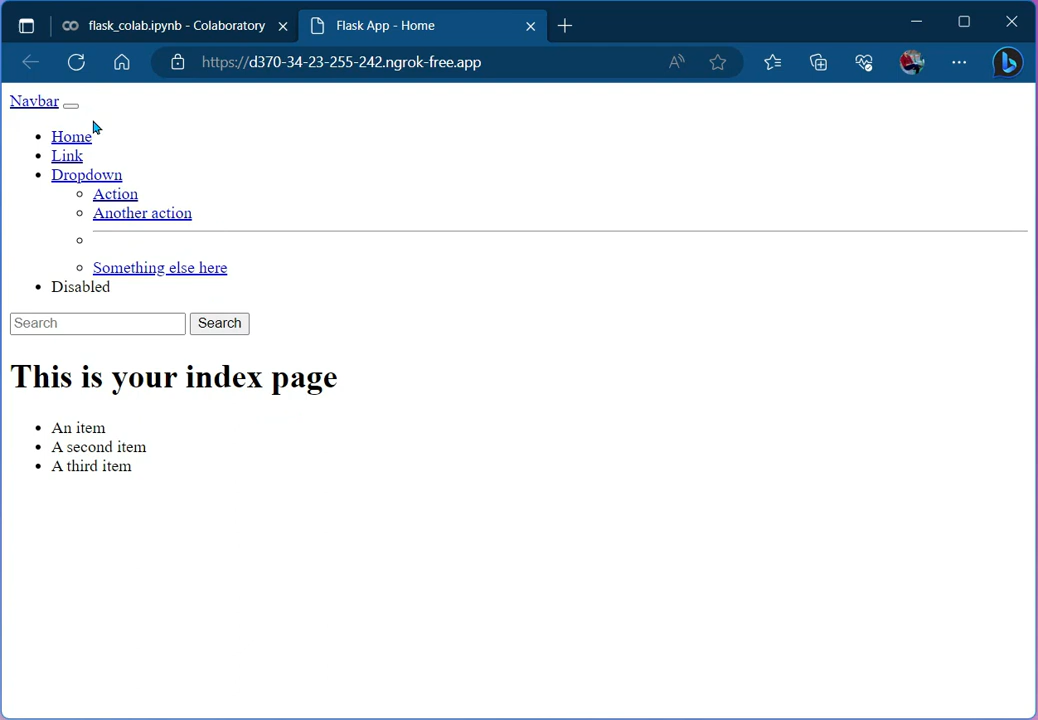 flask_colab.ipynb - Colaboratory
Flask App - Home
https://d370-34-23-255-242.ngrok-free.app
Navbar
Home
Link
Dropdown
Action
Another action
Something else here
Disabled
Search Search
This is your index page
An item
A second item
A third item